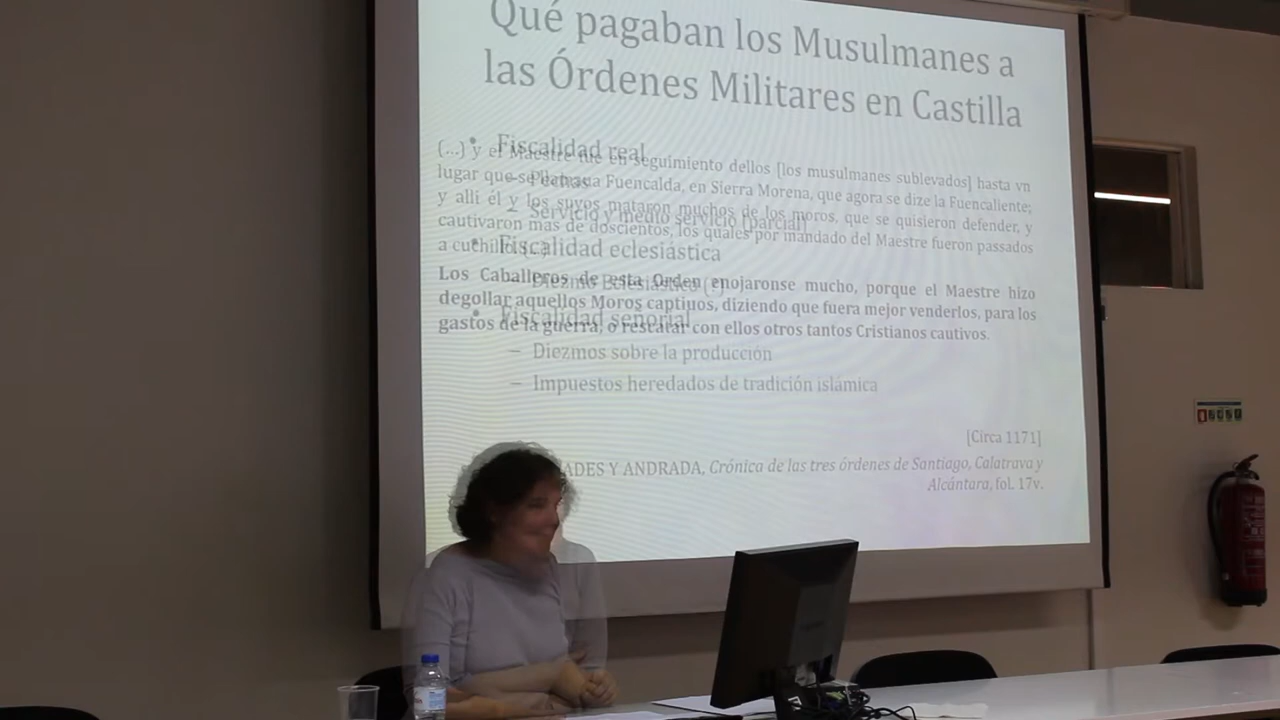 Qué pagaban los Musulmanes a
las Órdenes Militares en Castilla
• Fiscalidad real
– Pechas
– Servicio y medio servicio [parcial]
• Fiscalidad eclesiástica
– Diezmo Eclesiástico
• Fiscalidad señorial
– Diezmos sobre la producción
– Impuestos heredados de tradición islámica
(...) y el Maestre fue en seguimiento dellos [los musulmanes sublevados] hasta vn
lugar que se llamaua Fuencalda, en Sierra Morena, que agora se dize la Fuencaliente;
y alli él y los suyos mataron muchos de los moros, que se quisieron defender, y
cautivaron mas de doscientos, los quales por mandado del Maestre fueron passados
a cuchillo
Los Caballeros de esta Orden enojaronse mucho, porque el Maestre hizo
degollar aquellos Moros captiuos, diziendo que fuera mejor venderlos, para los
gastos de la guerra, o rescatar con ellos otros tantos Cristianos cautivos.
[Circa 1171]
ADES Y ANDRADA, Crónica de las tres órdenes de Santiago, Calatrava y
Alcántara, fol. 17v.